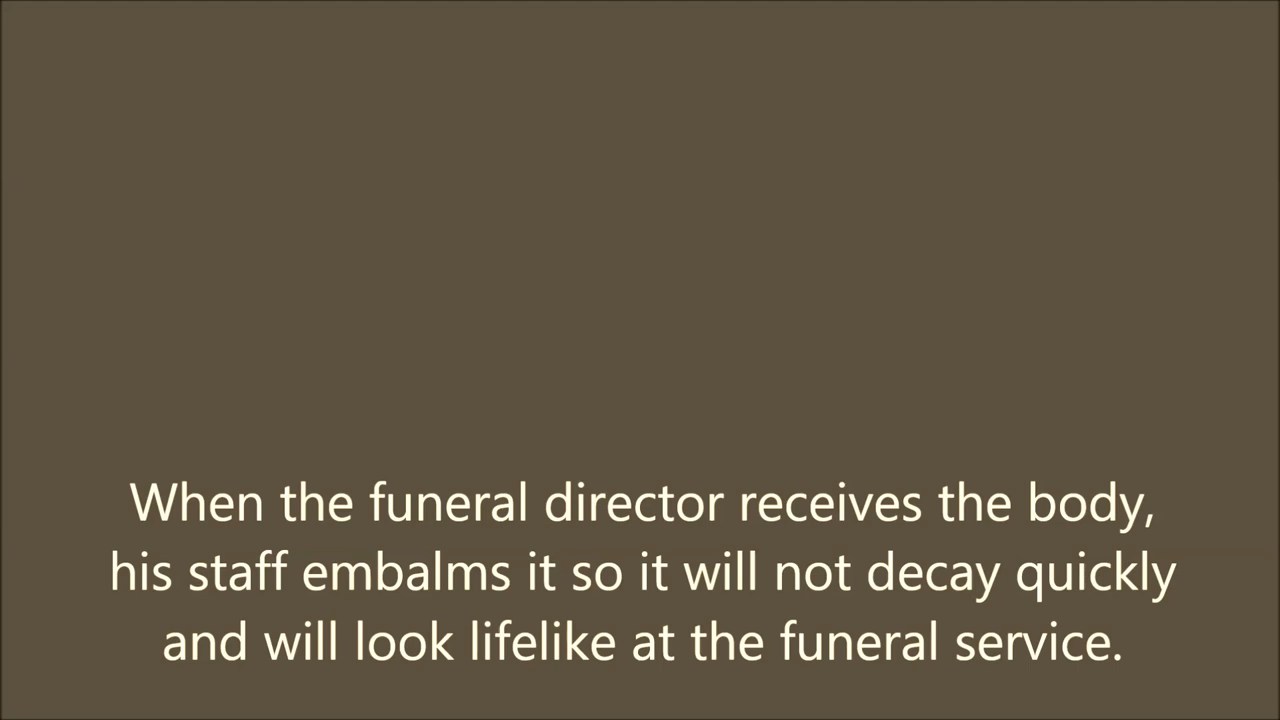 When the funeral director receives the body,
his staff embalms it so it will not decay quickly
and will look lifelike at the funeral service.